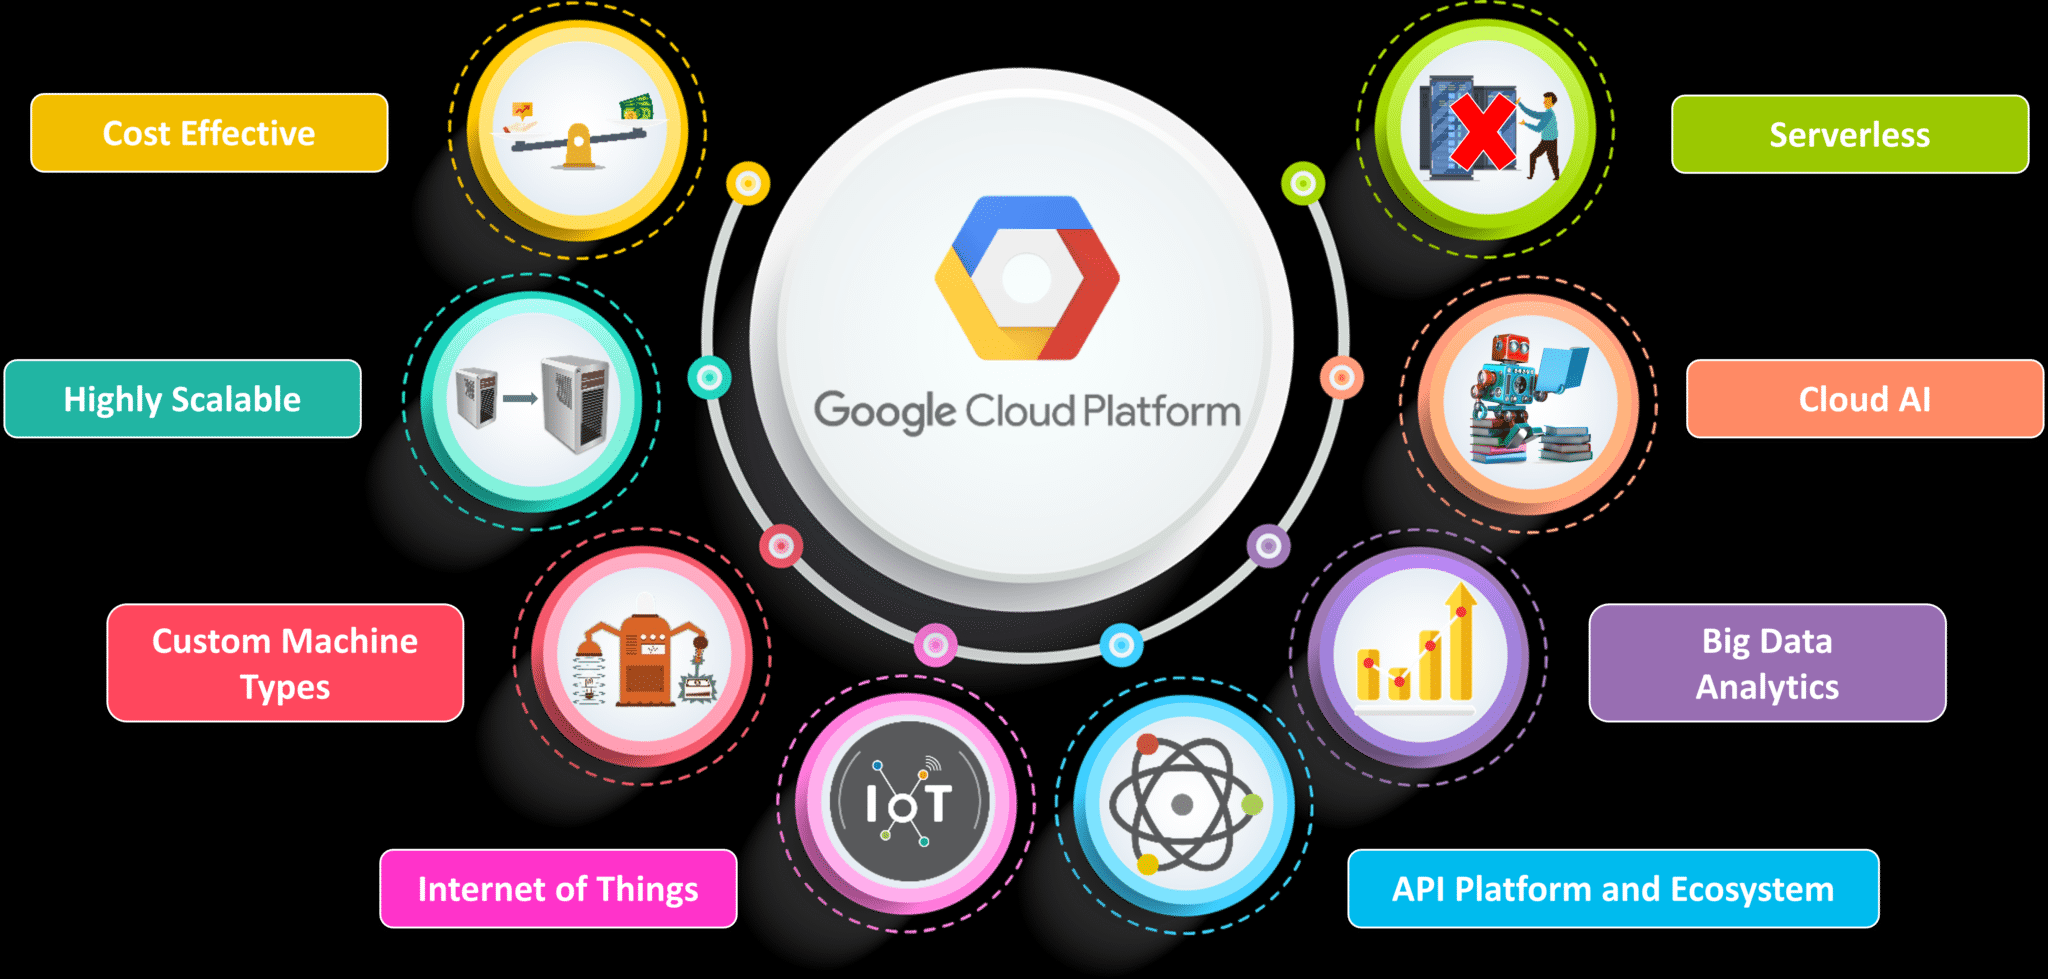 Cost Effective
Serverless
Google Cloud Platform
Highly Scalable
Cloud AI
Custom Machine
Types
Big Data
Analytics
IoT
Internet of Things
API Platform and Ecosystem